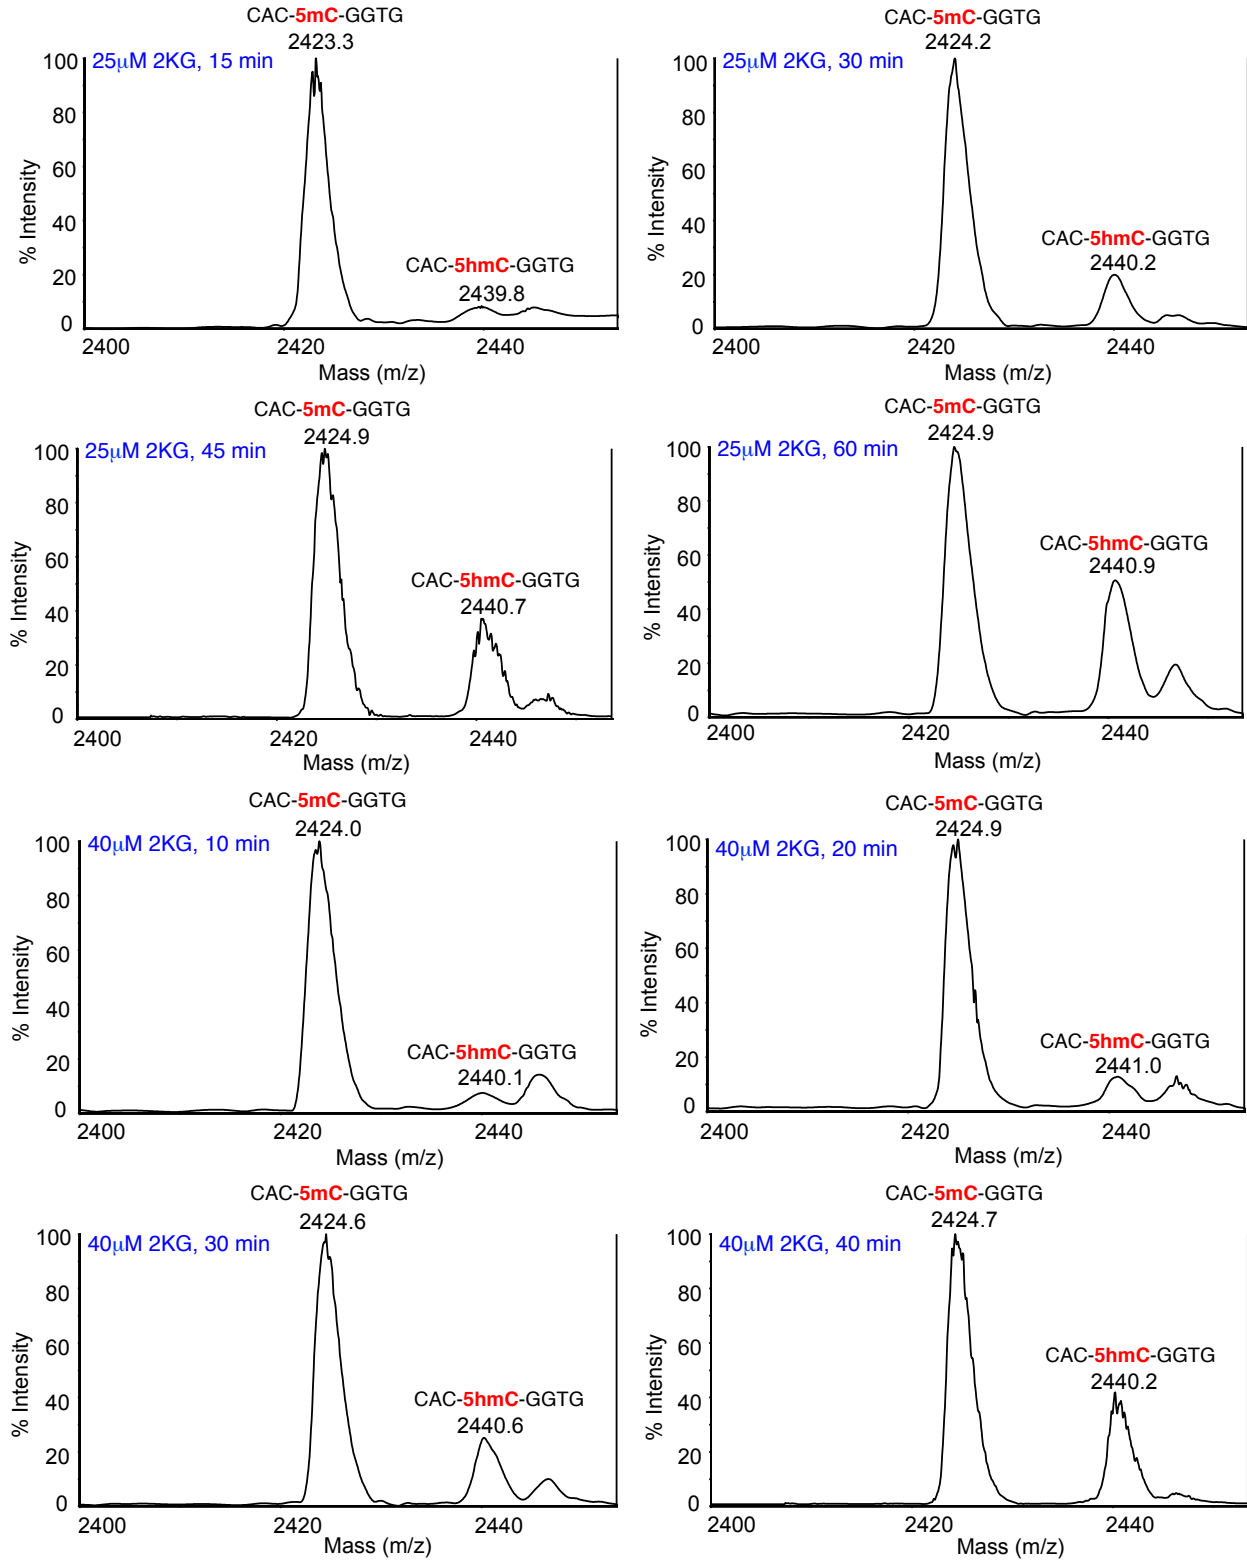 CAC-5mC-GGTG
2423.3
25μM 2KG, 15 min
100
80
60
40
20
0
% Intensity
CAC-5hmC-GGTG
2439.8
2400
2420
2440
Mass (m/z)
CAC-5mC-GGTG
2424.2
25μM 2KG, 30 min
100
80
60
40
20
0
% Intensity
CAC-5hmC-GGTG
2440.2
2400
2420
2440
Mass (m/z)
CAC-5mC-GGTG
2424.9
25μM 2KG, 45 min
100
80
60
40
20
0
% Intensity
CAC-5hmC-GGTG
2440.7
2400
2420
2440
Mass (m/z)
CAC-5mC-GGTG
2424.9
25μM 2KG, 60 min
100
80
60
40
20
0
% Intensity
CAC-5hmC-GGTG
2440.9
2400
2420
2440
Mass (m/z)
CAC-5mC-GGTG
2424.0
40μM 2KG, 10 min
100
80
60
40
20
0
% Intensity
CAC-5hmC-GGTG
2440.1
2400
2420
2440
Mass (m/z)
CAC-5mC-GGTG
2424.9
40μM 2KG, 20 min
100
80
60
40
20
0
% Intensity
CAC-5hmC-GGTG
2441.0
2400
2420
2440
Mass (m/z)
CAC-5mC-GGTG
2424.6
40μM 2KG, 30 min
100
80
60
40
20
0
% Intensity
CAC-5hmC-GGTG
2440.6
2400
2420
2440
Mass (m/z)
CAC-5mC-GGTG
2424.7
40μM 2KG, 40 min
100
80
60
40
20
0
% Intensity
CAC-5hmC-GGTG
2440.2
2400
2420
2440
Mass (m/z)